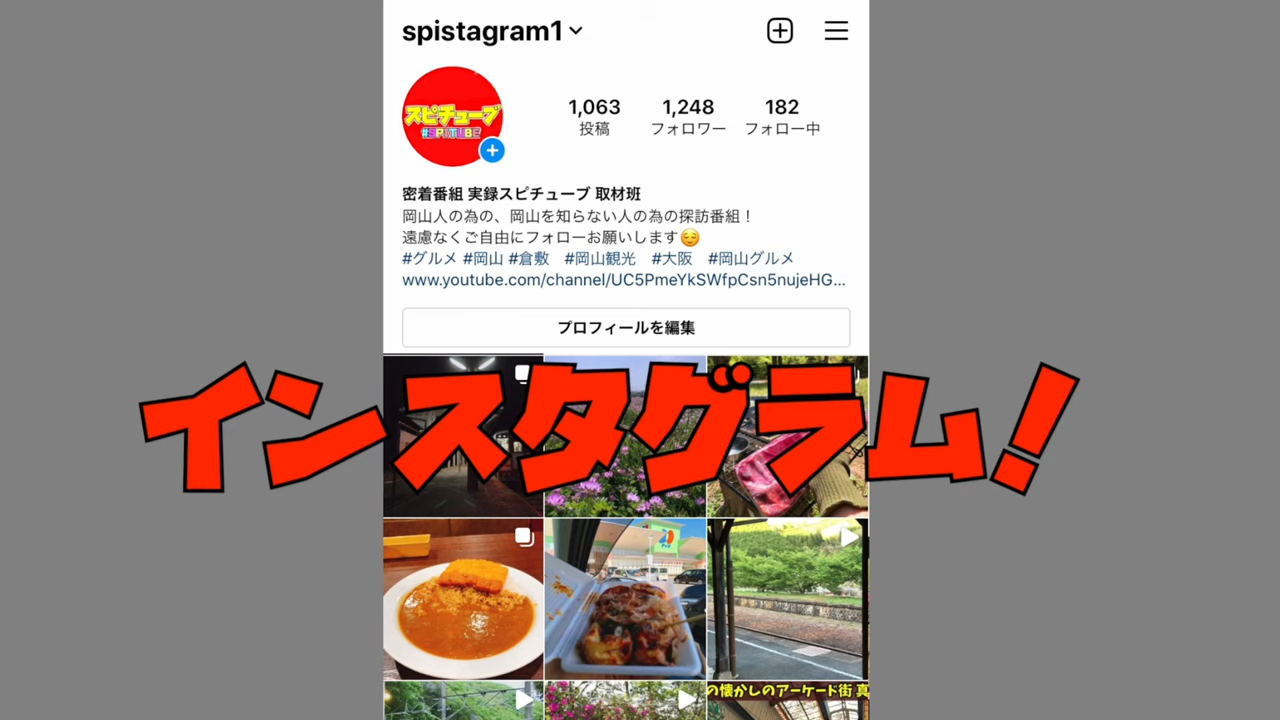 spistagram1
スピチューブ
#SPITUBE
1,063
投稿
1,248
フォロワー
182
フォロー中
密着番組 実録スピチューブ 取材班
岡山人の為の、岡山を知らない人の為の探訪番組！
遠慮なくご自由にフォローお願いします😌
#グルメ #岡山 #倉敷　#岡山観光　#大阪　#岡山グルメ
www.youtube.com/channel/UC5PmeYkSWfpCsn5nujeHG...
プロフィールを編集
インスタグラム！
の懐かしのアーケード街 真